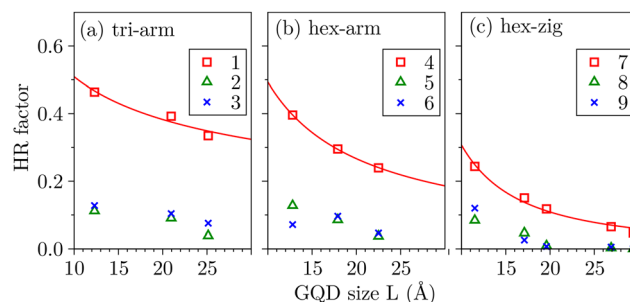 (a) tri-arm
(b) hex-arm
(c) hex-zig
1
2
3
4
5
6
7
8
9
HR factor
0.6
0.4
0.2
0.0
10 15 20 25
15 20 25
15 20 25
GQD size L (Å)